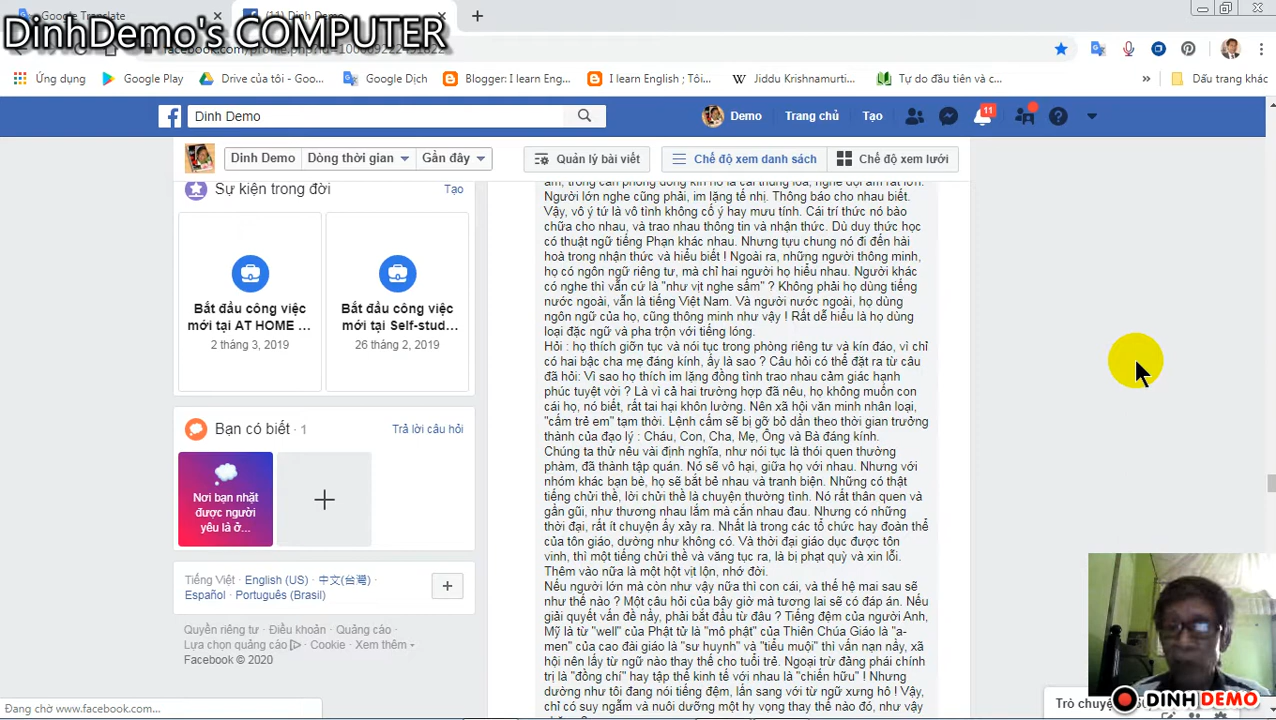 Google Translate
(11) Dinh Demo
DinhDemo's COMPUTER
Ứng dụng
Google Play
Drive của tôi - Goo...
Google Dịch
Blogger: I learn Eng...
I learn English ; Tôi...
Jiddu Krishnamurti...
Tự do đầu tiên và c...
»
Dấu trang khác
Dinh Demo
Demo
Trang chủ
Tạo
11
Dinh Demo
Dòng thời gian
Gần đây
Quản lý bài viết
Chế độ xem danh sách
Chế độ xem lưới
Sự kiện trong đời
Tạo
Bắt đầu công việc
mới tại AT HOME ...
2 tháng 3, 2019
Bắt đầu công việc
mới tại Self-stud...
26 tháng 2, 2019
Bạn có biết · 1
Trả lời câu hỏi
Nơi bạn nhặt
được người
yêu là ở...
Tiếng Việt · English (US) · 中文(台灣) ·
Español · Português (Brasil)
Quyền riêng tư · Điều khoản · Quảng cáo ·
Lựa chọn quảng cáo · Cookie · Xem thêm
Facebook © 2020
Người lớn nghe cũng phải, im lặng tế nhị. Thông báo cho nhau biết.
Vậy, vô ý tứ là vô tình không cố ý hay mưu tính. Cái trí thức nó bào
chữa cho nhau, và trao nhau thông tin và nhận thức. Dù duy thức học
có thuật ngữ tiếng Phạn khác nhau. Nhưng tựu chung nó đi đến hài
hoà trong nhận thức và hiểu biết ! Ngoài ra, những người thông minh,
họ có ngôn ngữ riêng tư, mà chỉ hai người họ hiểu nhau. Người khác
có nghe thì vẫn cứ là "như vịt nghe sấm" ? Không phải họ dùng tiếng
nước ngoài, vẫn là tiếng Việt Nam. Và người nước ngoài, họ dùng
ngôn ngữ của họ, cũng thông minh như vậy ! Rất dễ hiểu là họ dùng
loại đặc ngữ và pha trộn với tiếng lóng.
Hỏi : họ thích giỡn tục và nói tục trong phòng riêng tư và kín đáo, vì chỉ
có hai bậc cha mẹ đáng kính, ấy là sao ? Câu hỏi có thể đặt ra từ câu
đã hỏi: Vì sao họ thích im lặng đồng tình trao nhau cảm giác hạnh
phúc tuyệt vời ? Là vì cả hai trường hợp đã nêu, họ không muốn con
cái họ, nó biết, rất tai hại khôn lường. Nên xã hội văn minh nhân loại,
"cấm trẻ em" tạm thời. Lệnh cấm sẽ bị gỡ bỏ dần theo thời gian trưởng
thành của đạo lý : Cháu, Con, Cha, Mẹ, Ông và Bà đáng kính.
Chúng ta thử nêu vài định nghĩa, như nói tục là thói quen thường
phàm, đã thành tập quán. Nó sẽ vô hại, giữa họ với nhau. Nhưng với
nhóm khác bạn bè, họ sẽ bắt bẻ nhau và tranh biện. Những có thật
tiếng chửi thề, lời chửi thề là chuyện thường tình. Nó rất thân quen và
gần gũi, như thương nhau lắm mà cắn nhau đau. Nhưng có những
thời đại, rất ít chuyện ấy xảy ra. Nhất là trong các tổ chức hay đoàn thể
của tôn giáo, dường như không có. Và thời đại giáo dục được tôn
vinh, thì một tiếng chửi thề và văng tục ra, là bị phạt quỳ và xin lỗi.
Thêm vào nữa là một hột vịt lộn, nhớ đời.
Nếu người lớn mà còn như vậy nữa thì con cái, và thế hệ mai sau sẽ
như thế nào ? Một câu hỏi của bây giờ mà tương lai sẽ có đáp án. Nếu
giải quyết vấn đề nầy, phải bắt đầu từ đâu ? Tiếng đệm của người Anh,
Mỹ là từ "well" của Phật tử là "mô phật" của Thiên Chúa Giáo là "a-
men" của cao đài giáo là "sư huynh" và "tiểu muội" thì vấn nạn nầy, xã
hội nên lấy từ ngữ nào thay thế cho tuổi trẻ. Ngoại trừ đảng phái chính
trị là "đồng chí" hay tập thể kinh tế với nhau là "chiến hữu" ! Nhưng
dường như tôi đang nói tiếng đệm, lấn sang với từ ngữ xưng hô ! Vậy,
chỉ có suy ngẫm và nuôi dưỡng một hy vọng thay thế nào đó, như vậy
Trò chuyện
DINH DEMO
Đang chờ www.facebook.com...